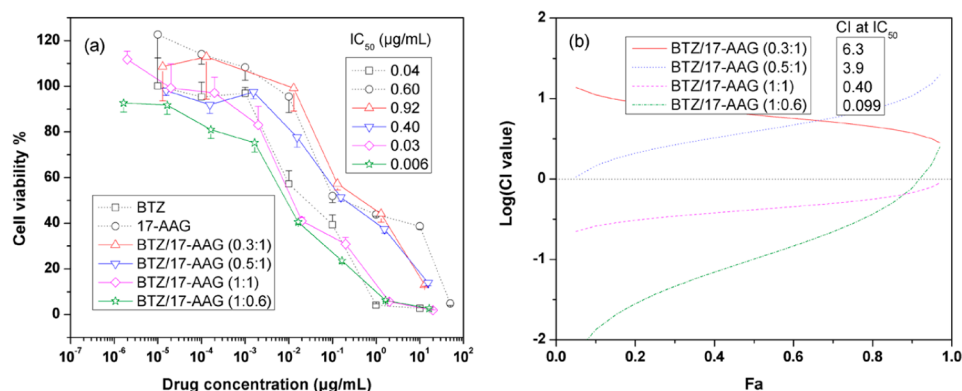 (a)
IC50 (µg/mL)
0.04
0.60
0.92
0.40
0.03
0.006
BTZ
17-AAG
BTZ/17-AAG (0.3:1)
BTZ/17-AAG (0.5:1)
BTZ/17-AAG (1:1)
BTZ/17-AAG (1:0.6)
120
100
80
60
40
20
0
Cell viability %
10-7 10-6 10-5 10-4 10-3 10-2 10-1 100 101 102
Drug concentration (µg/mL)
(b)
CI at IC50
BTZ/17-AAG (0.3:1) 6.3
BTZ/17-AAG (0.5:1) 3.9
BTZ/17-AAG (1:1) 0.40
BTZ/17-AAG (1:0.6) 0.099
2
1
0
-1
-2
Log(CI value)
0.0 0.2 0.4 0.6 0.8 1.0
Fa